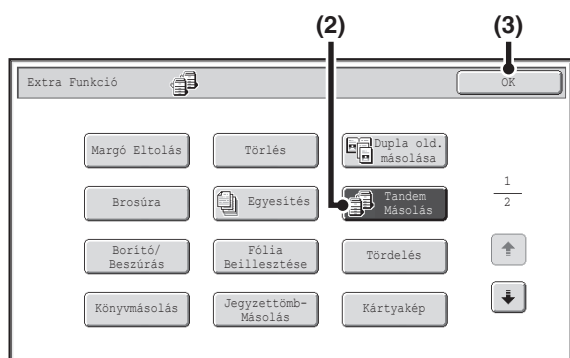 (2) (3)
Extra Funkció OK
Margó Eltolás Törlés Dupla old.
másolása
Brosúra Egyesítés Tandem
Másolás
1
2
Borító/
Beszúrás Fólia
Beillesztése Tördelés
Könyvmásolás Jegyzettömb-
Másolás Kártyakép